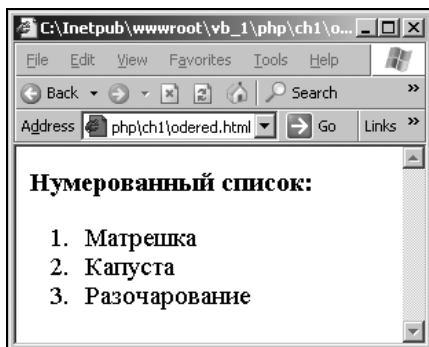 C:\Inetpub\wwwroot\vb_1\php\ch1\o...
File Edit View Favorites Tools Help
Back Search »
Address php\ch1\odered.html Go Links »
Нумерованный список:
1. Матрешка
2. Капуста
3. Разочарование